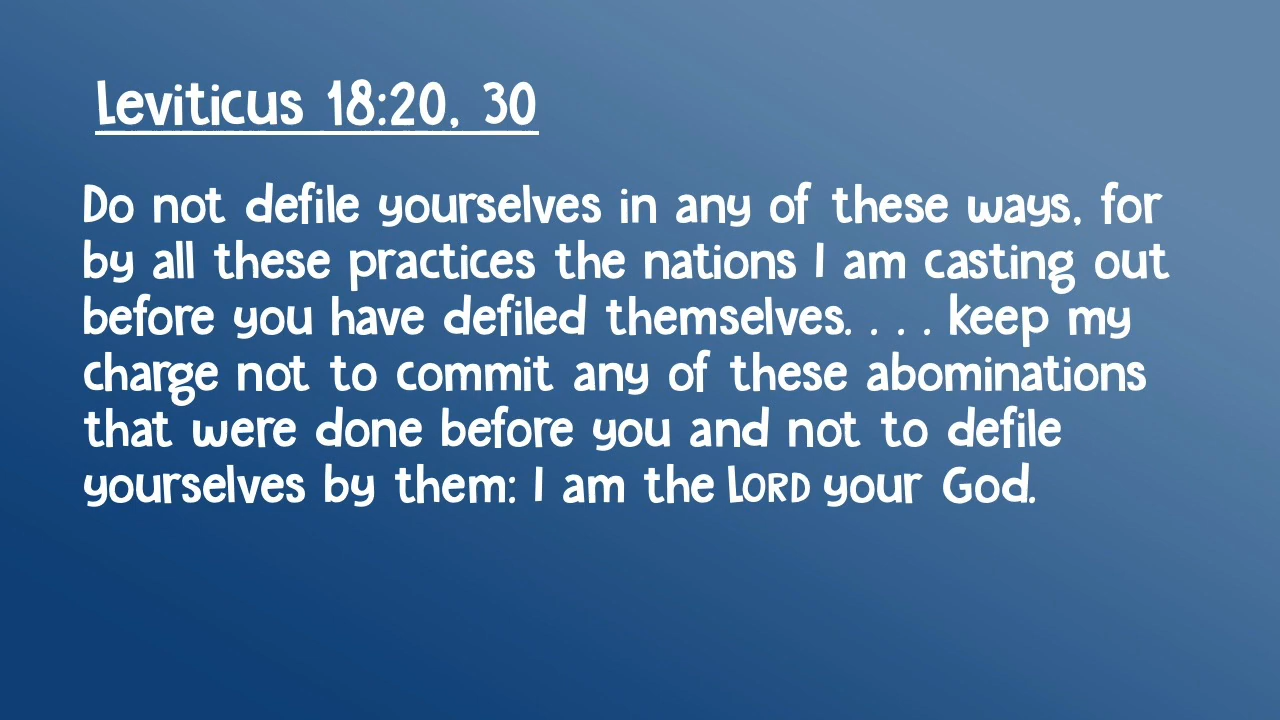 Leviticus 18:20, 30
Do not defile yourselves in any of these ways, for
by all these practices the nations I am casting out
before you have defiled themselves. . . . keep my
charge not to commit any of these abominations
that were done before you and not to defile
yourselves by them: I am the LORD your God.